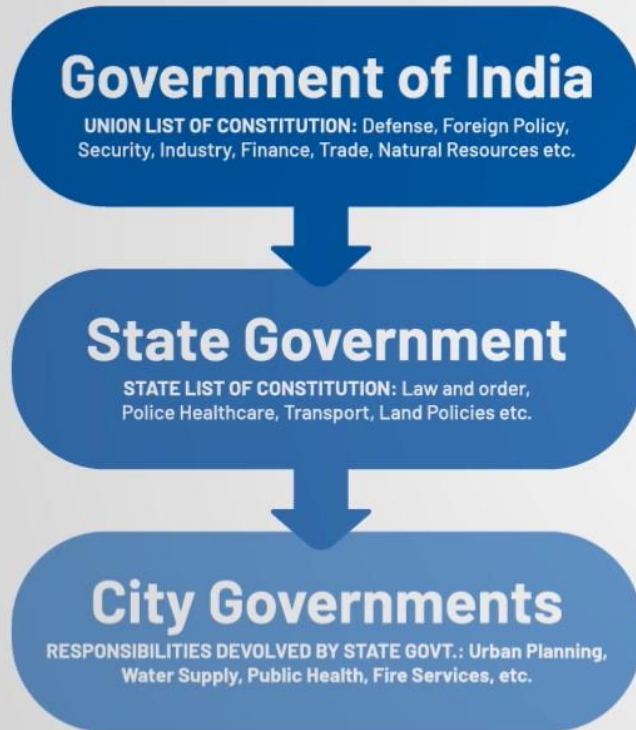 Government of India
UNION LIST OF CONSTITUTION: Defense, Foreign Policy,
Security, Industry, Finance, Trade, Natural Resources etc.
State Government
STATE LIST OF CONSTITUTION: Law and order,
Police Healthcare, Transport, Land Policies etc.
City Governments
RESPONSIBILITIES DEVOLVED BY STATE GOVT.: Urban Planning,
Water Supply, Public Health, Fire Services, etc.